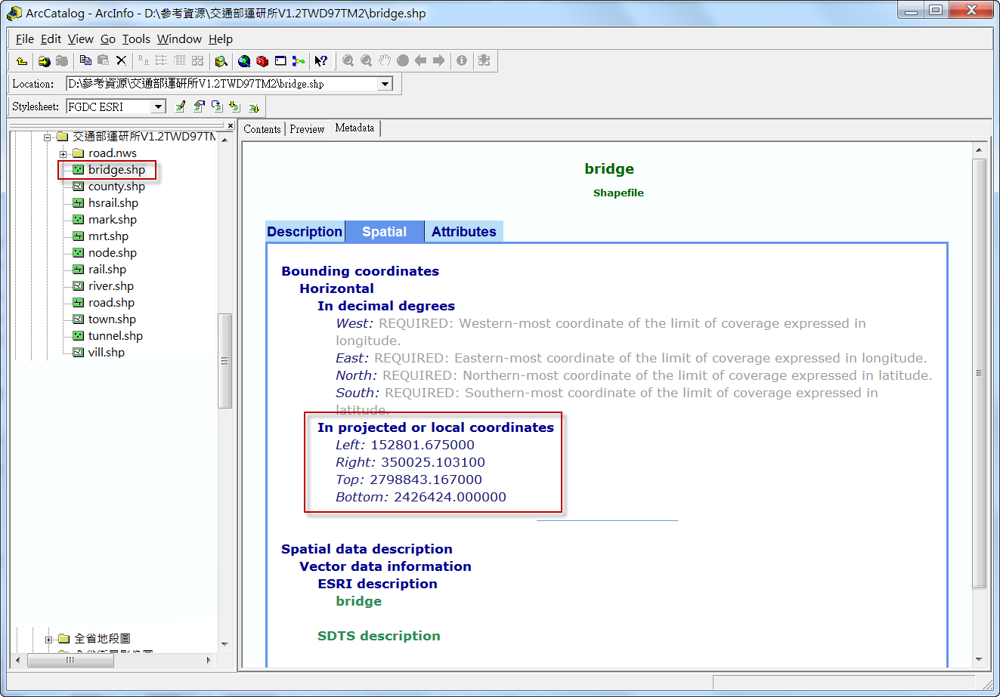 ArcCatalog - ArcInfo - D:\參考資源\交通部運研所V1.2TWD97TM2\bridge.shp
File Edit View Go Tools Window Help
Location: D:\參考資源\交通部運研所V1.2TWD97TM2\bridge.shp
Stylesheet: FGDC ESRI
交通部運研所V1.2TWD97TM
road.nws
bridge.shp
county.shp
hsrail.shp
mark.shp
mrt.shp
node.shp
rail.shp
river.shp
road.shp
town.shp
tunnel.shp
vill.shp
全省地段圖
Contents Preview Metadata
bridge
Shapefile
Description Spatial Attributes
Bounding coordinates
Horizontal
In decimal degrees
West: REQUIRED: Western-most coordinate of the limit of coverage expressed in
longitude.
East: REQUIRED: Eastern-most coordinate of the limit of coverage expressed in longitude.
North: REQUIRED: Northern-most coordinate of the limit of coverage expressed in latitude.
South: REQUIRED: Southern-most coordinate of the limit of coverage expressed in
latitude.
In projected or local coordinates
Left: 152801.675000
Right: 350025.103100
Top: 2798843.167000
Bottom: 2426424.000000
Spatial data description
Vector data information
ESRI description
bridge
SDTS description